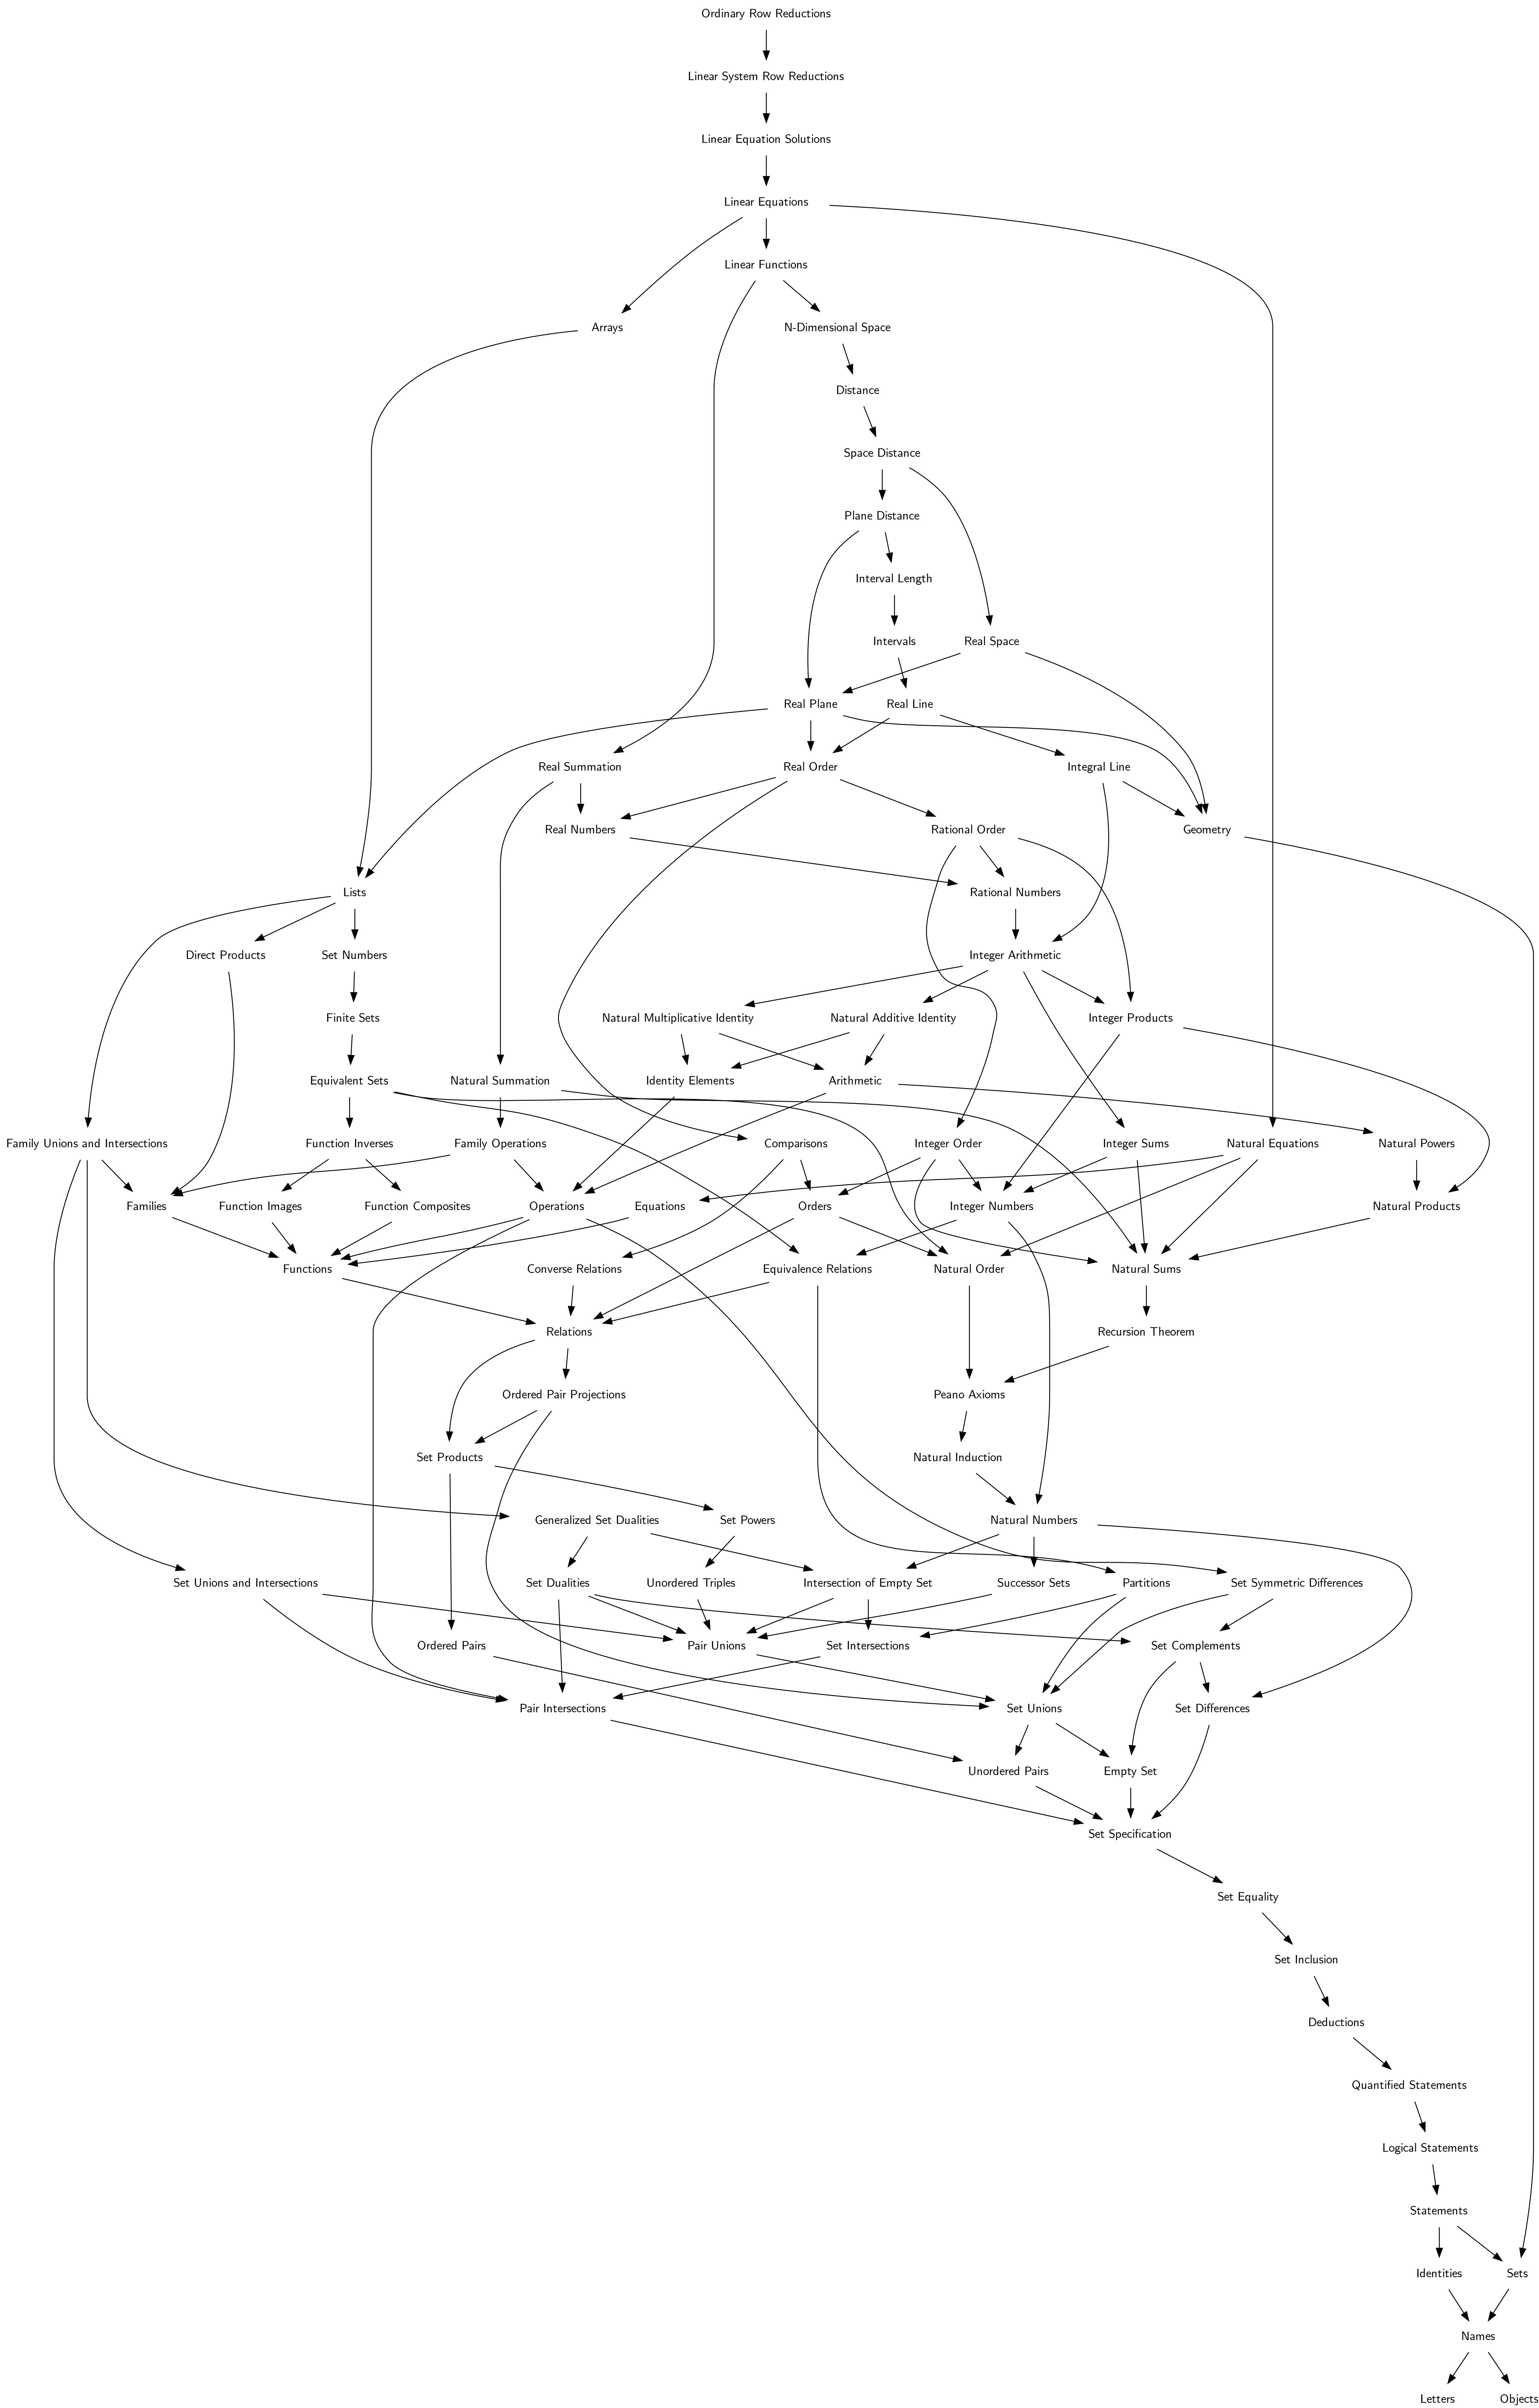 Ordinary Row Reductions
Linear System Row Reductions
Linear Equation Solutions
Linear Equations
Linear Functions
Arrays
N-Dimensional Space
Distance
Space Distance
Plane Distance
Interval Length
Intervals
Real Space
Real Plane
Real Line
Real Summation
Real Order
Integral Line
Real Numbers
Rational Order
Geometry
Lists
Rational Numbers
Direct Products
Set Numbers
Integer Arithmetic
Finite Sets
Natural Multiplicative Identity
Natural Additive Identity
Integer Products
Equivalent Sets
Natural Summation
Identity Elements
Arithmetic
Family Unions and Intersections
Function Inverses
Family Operations
Comparisons
Integer Order
Integer Sums
Natural Equations
Natural Powers
Families
Function Images
Function Composites
Operations
Equations
Orders
Integer Numbers
Natural Products
Functions
Converse Relations
Equivalence Relations
Natural Order
Natural Sums
Relations
Recursion Theorem
Ordered Pair Projections
Peano Axioms
Set Products
Natural Induction
Generalized Set Dualities
Set Powers
Natural Numbers
Set Unions and Intersections
Set Dualities
Unordered Triples
Intersection of Empty Set
Successor Sets
Partitions
Set Symmetric Differences
Ordered Pairs
Pair Unions
Set Intersections
Set Complements
Pair Intersections
Set Unions
Set Differences
Unordered Pairs
Empty Set
Set Specification
Set Equality
Set Inclusion
Deductions
Quantified Statements
Logical Statements
Statements
Identities
Sets
Names
Letters
Objects